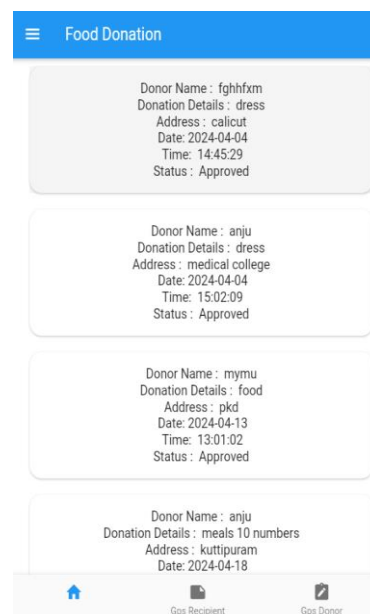 Food Donation
Donor Name : fghhfxm
Donation Details : dress
Address : calicut
Date: 2024-04-04
Time: 14:45:29
Status : Approved
Donor Name : anju
Donation Details : dress
Address : medical college
Date: 2024-04-04
Time: 15:02:09
Status : Approved
Donor Name : mymu
Donation Details : food
Address : pkd
Date: 2024-04-13
Time: 13:01:02
Status : Approved
Donor Name : anju
Donation Details : meals 10 numbers
Address : kuttipuram
Date: 2024-04-18
Gos Recipient
Gos Donor